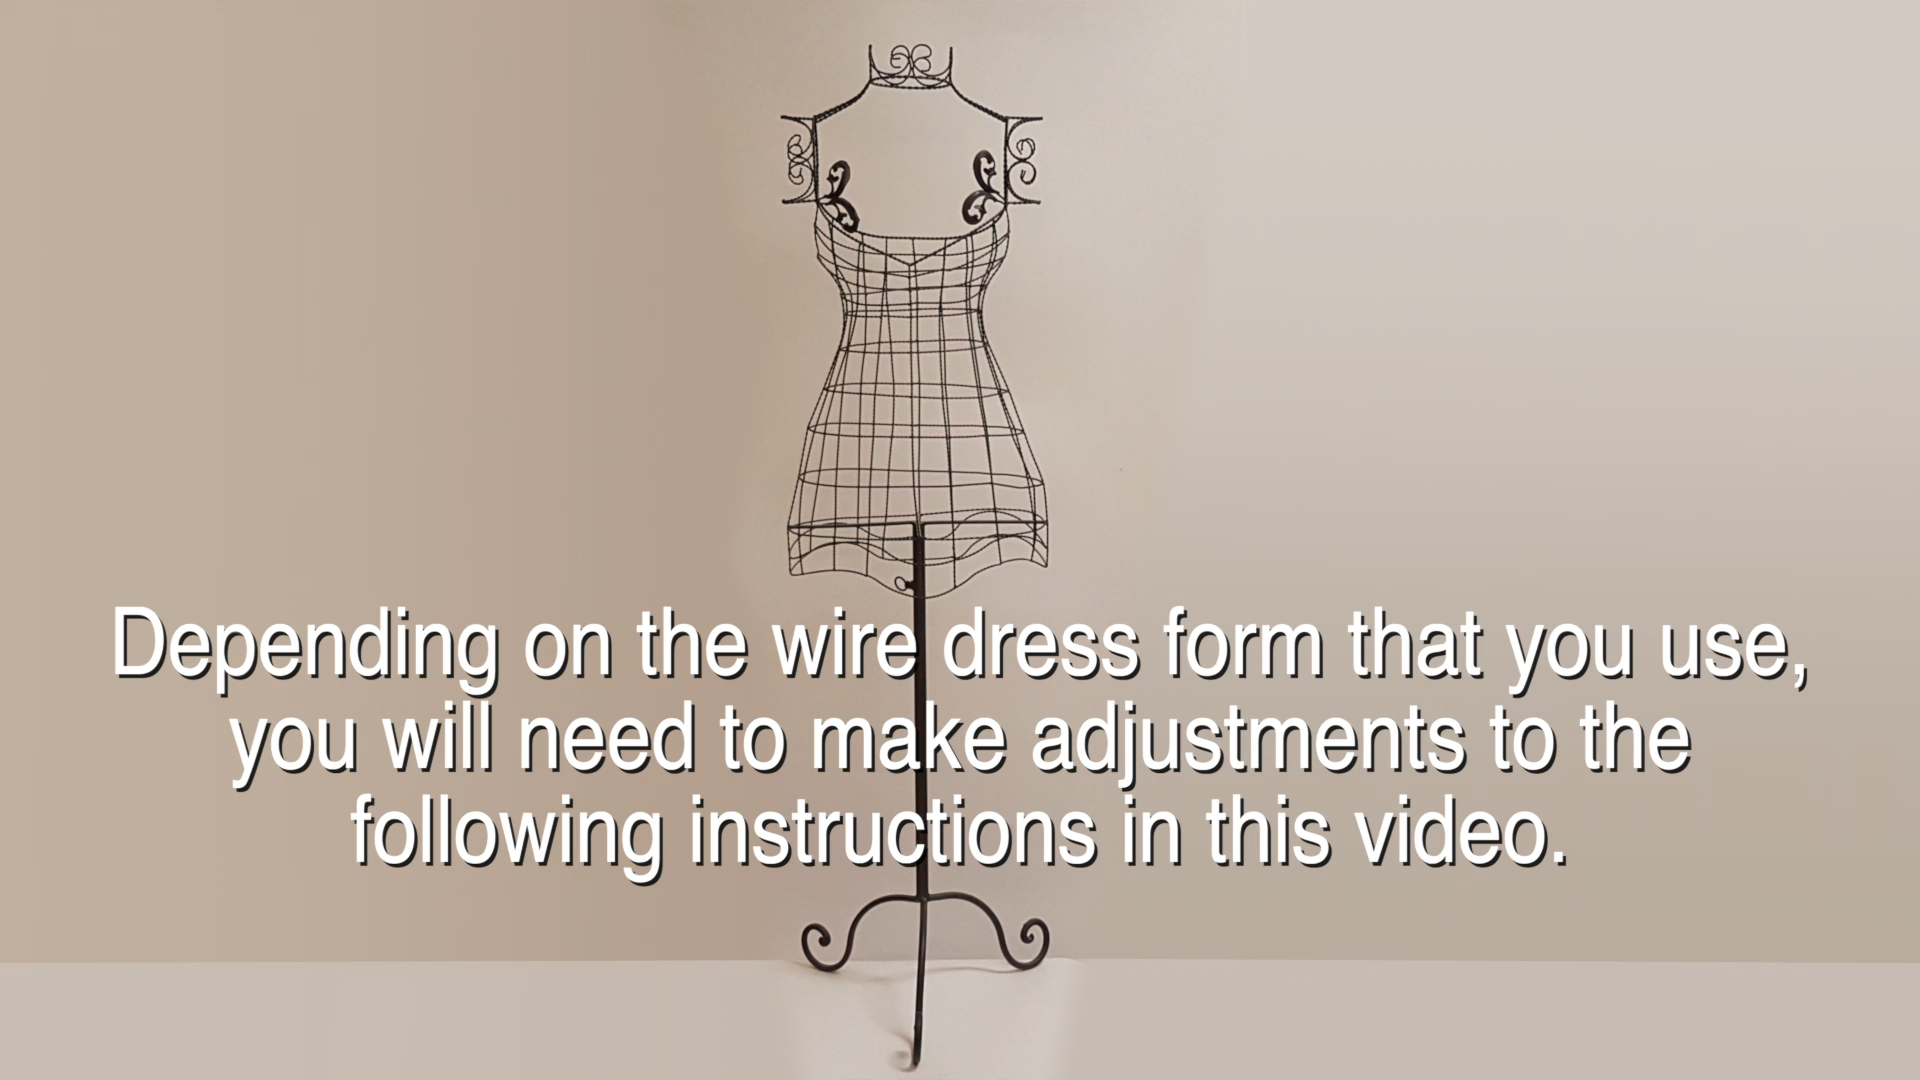 Depending on the wire dress form that you use,
you will need to make adjustments to the
following instructions in this video.